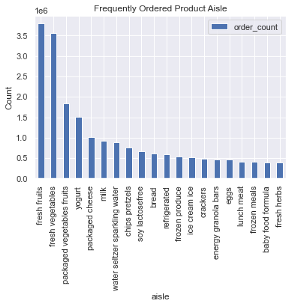 Frequently Ordered Product Aisle
1e6
order_count
3.5
3.0
2.5
2.0
1.5
1.0
0.5
0.0
Count
fresh fruits
fresh vegetables
packaged vegetables fruits
yogurt
packaged cheese
milk
water seltzer sparkling water
chips pretzels
soy lactosefree
bread
refrigerated
frozen produce
ice cream ice
crackers
energy granola bars
eggs
lunch meat
frozen meals
baby food formula
fresh herbs
aisle